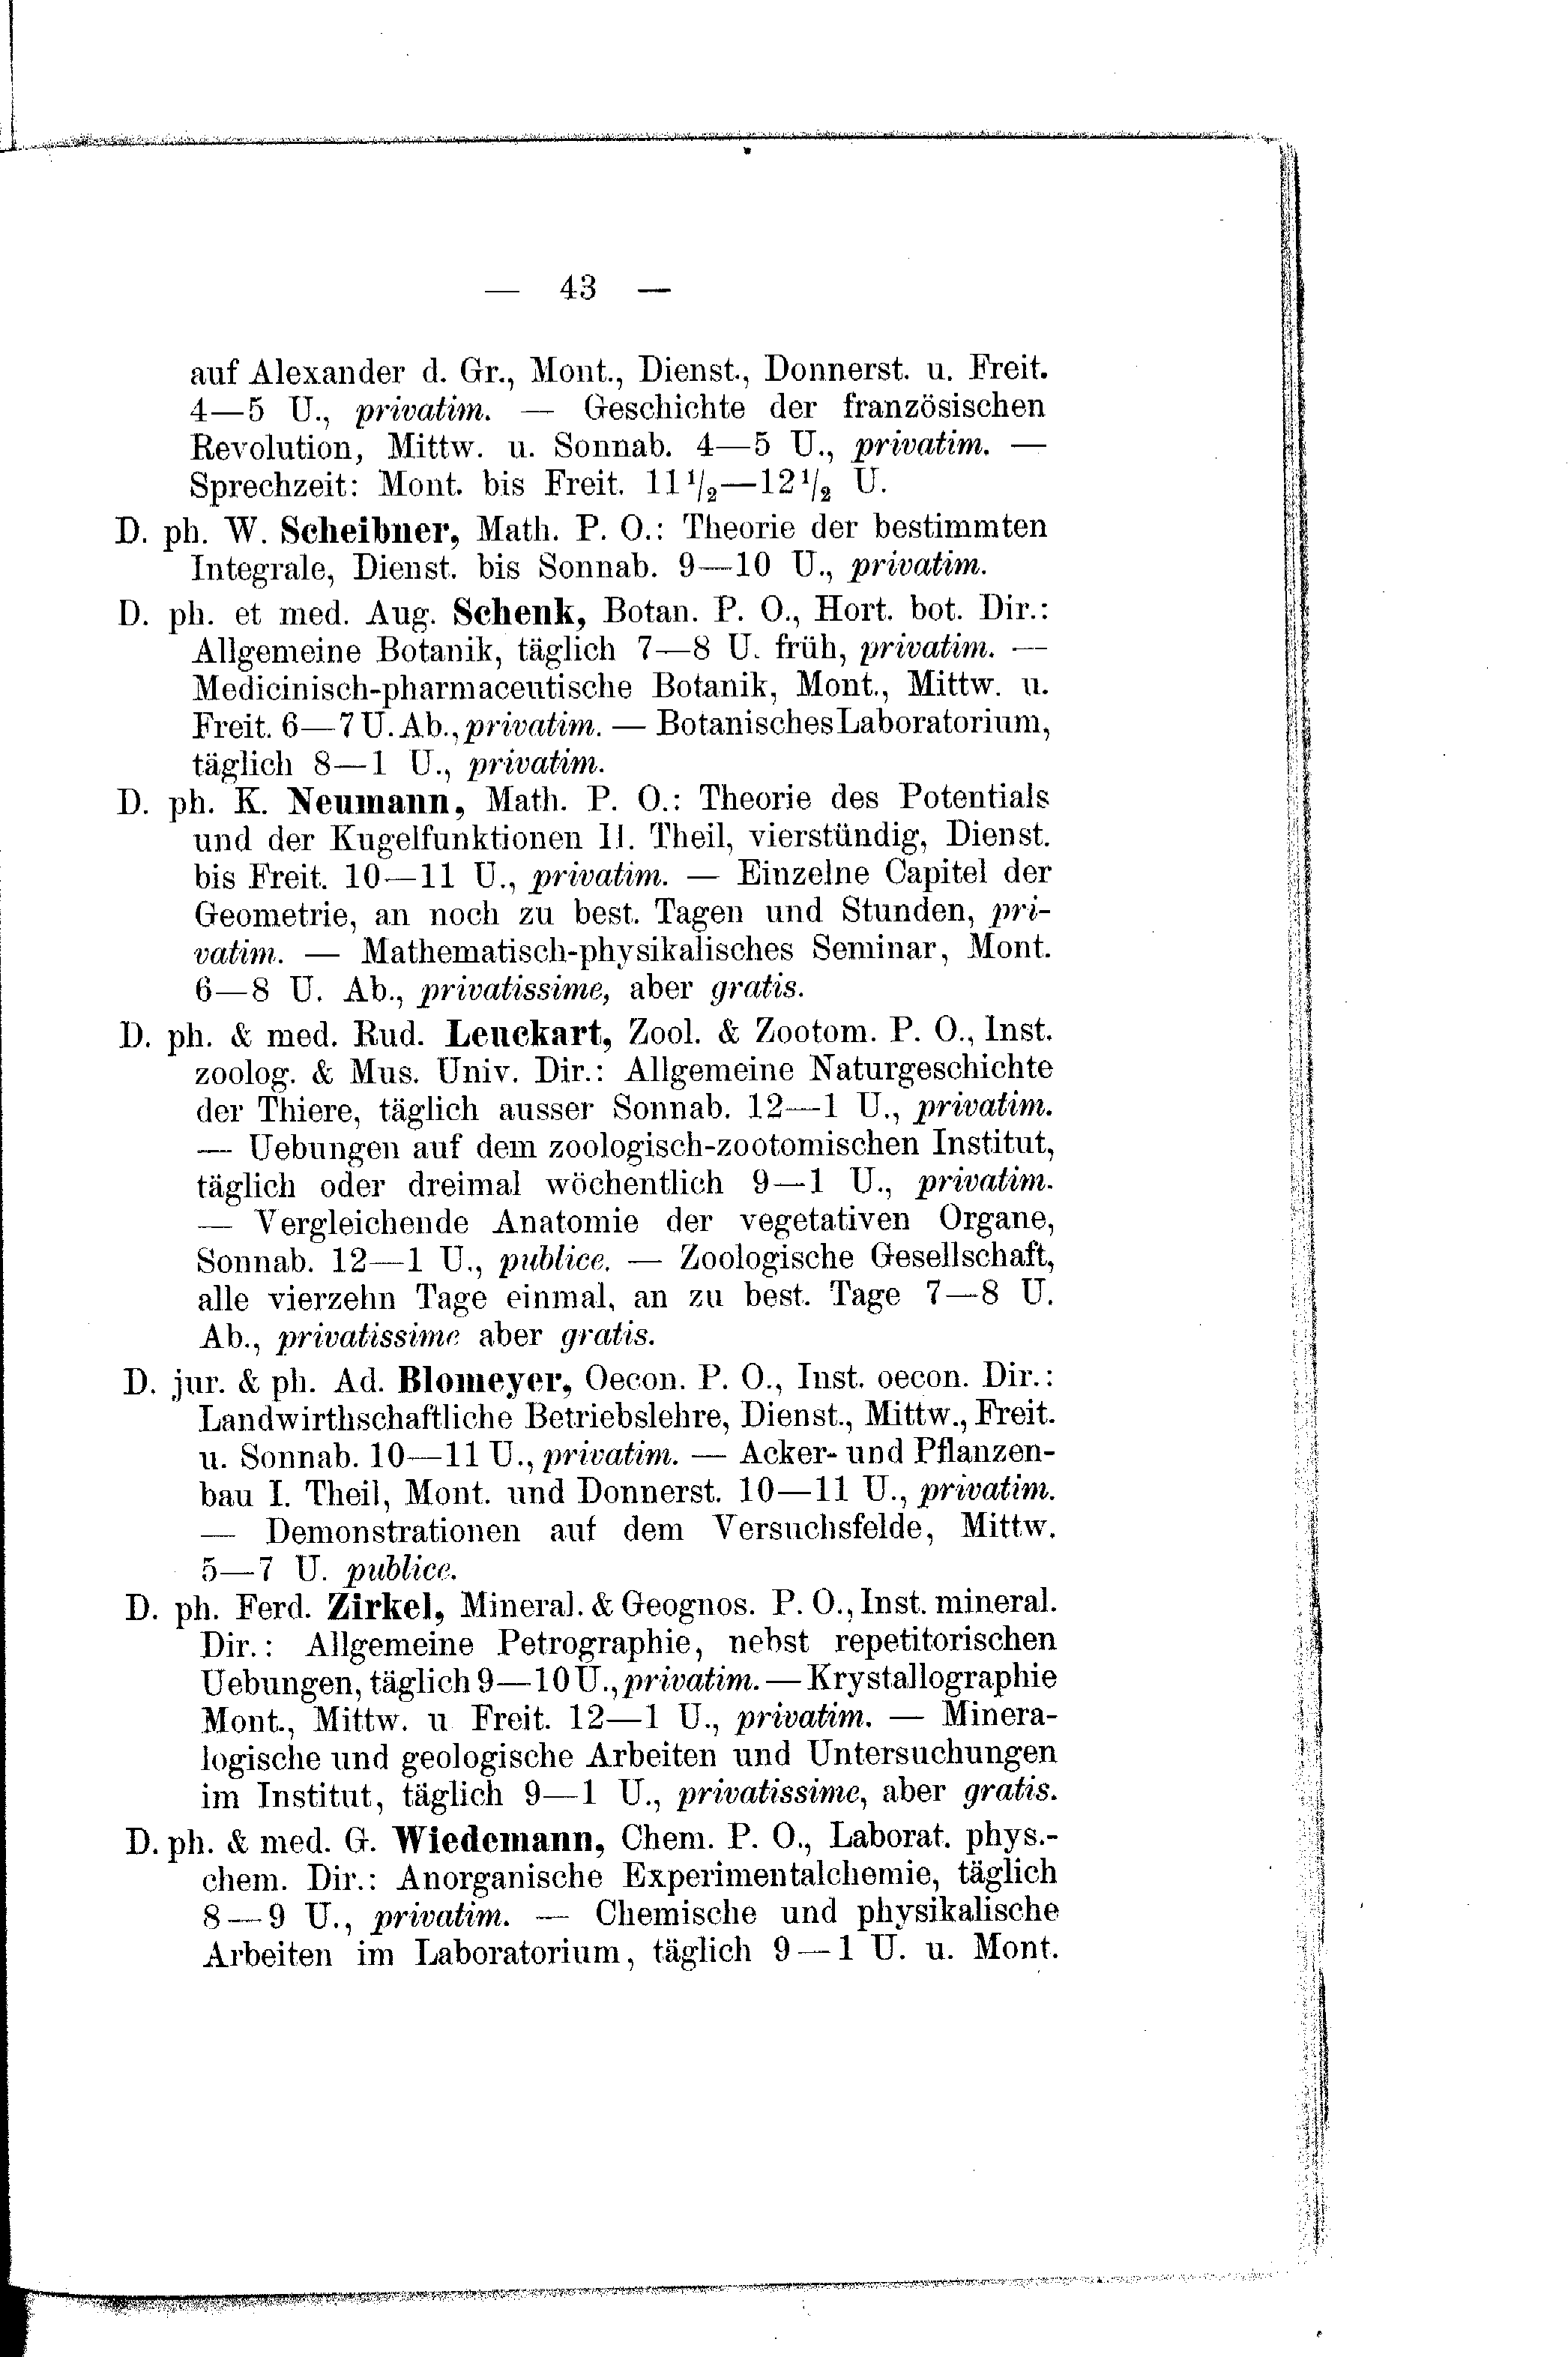 — 43 —
auf Alexander d. Gr., Mont., Dienst., Donnerst. u. Freit.
4—5 U., privatim. — Geschichte der französischen
Revolution, Mittw. u. Sonnab. 4—5 U., privatim. —
Sprechzeit: Mont. bis Freit. 11 1/2—12 1/2 U.
D. ph. W. Scheibner, Math. P. O.: Theorie der bestimmten
Integrale, Dienst. bis Sonnab. 9—10 U., privatim.
D. ph. et med. Aug. Schenk, Botan. P. O., Hort. bot. Dir.:
Allgemeine Botanik, täglich 7—8 U. früh, privatim. —
Medicinisch-pharmaceutische Botanik, Mont., Mittw. u.
Freit. 6—7 U. Ab., privatim. — Botanisches Laboratorium,
täglich 8—1 U., privatim.
D. ph. K. Neumann, Math. P. O.: Theorie des Potentials
und der Kugelfunktionen II. Theil, vierstündig, Dienst.
bis Freit. 10—11 U., privatim. — Einzelne Capitel der
Geometrie, an noch zu best. Tagen und Stunden, pri-
vatim. — Mathematisch-physikalisches Seminar, Mont.
6—8 U. Ab., privatissime, aber gratis.
D. ph. & med. Rud. Leuckart, Zool. & Zootom. P. O., Inst.
zoolog. & Mus. Univ. Dir.: Allgemeine Naturgeschichte
der Thiere, täglich ausser Sonnab. 12—1 U., privatim.
— Uebungen auf dem zoologisch-zootomischen Institut,
täglich oder dreimal wöchentlich 9—1 U., privatim.
— Vergleichende Anatomie der vegetativen Organe,
Sonnab. 12—1 U., publice. — Zoologische Gesellschaft,
alle vierzehn Tage einmal, an zu best. Tage 7—8 U.
Ab., privatissime aber gratis.
D. jur. & ph. Ad. Blomeyer, Oecon. P. O., Inst. oecon. Dir.:
Landwirthschaftliche Betriebslehre, Dienst., Mittw., Freit.
u. Sonnab. 10—11 U., privatim. — Acker- und Pflanzen-
bau I. Theil, Mont. und Donnerst. 10—11 U., privatim.
— Demonstrationen auf dem Versuchsfelde, Mittw.
5—7 U. publice.
D. ph. Ferd. Zirkel, Mineral. & Geognos. P. O., Inst. mineral.
Dir.: Allgemeine Petrographie, nebst repetitorischen
Uebungen, täglich 9—10 U., privatim. — Krystallographie
Mont., Mittw. u Freit. 12—1 U., privatim. — Minera-
logische und geologische Arbeiten und Untersuchungen
im Institut, täglich 9—1 U., privatissime, aber gratis.
D. ph. & med. G. Wiedemann, Chem. P. O., Laborat. phys.-
chem. Dir.: Anorganische Experimentalchemie, täglich
8—9 U., privatim. — Chemische und physikalische
Arbeiten im Laboratorium, täglich 9—1 U. u. Mont.